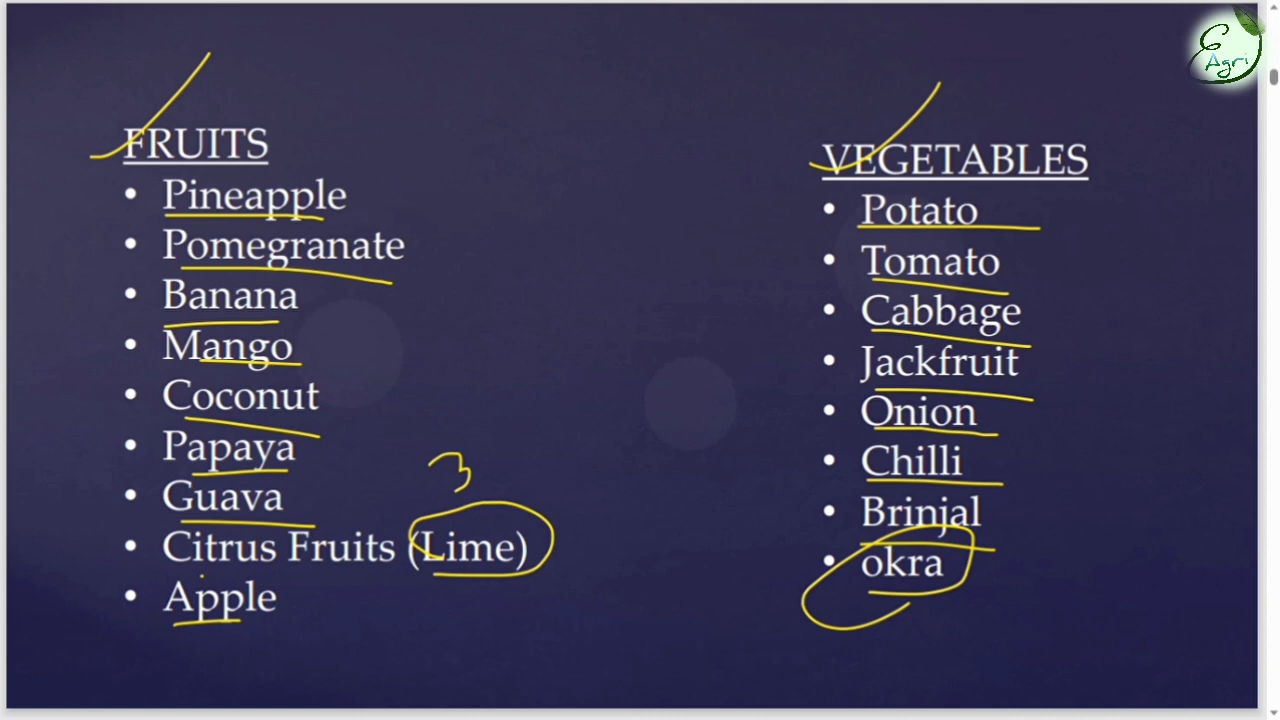 E
Agri
FRUITS
• Pineapple
• Pomegranate
• Banana
• Mango
• Coconut
• Papaya
• Guava
3
• Citrus Fruits (Lime)
• Apple
VEGETABLES
• Potato
• Tomato
• Cabbage
• Jackfruit
• Onion
• Chilli
• Brinjal
• okra